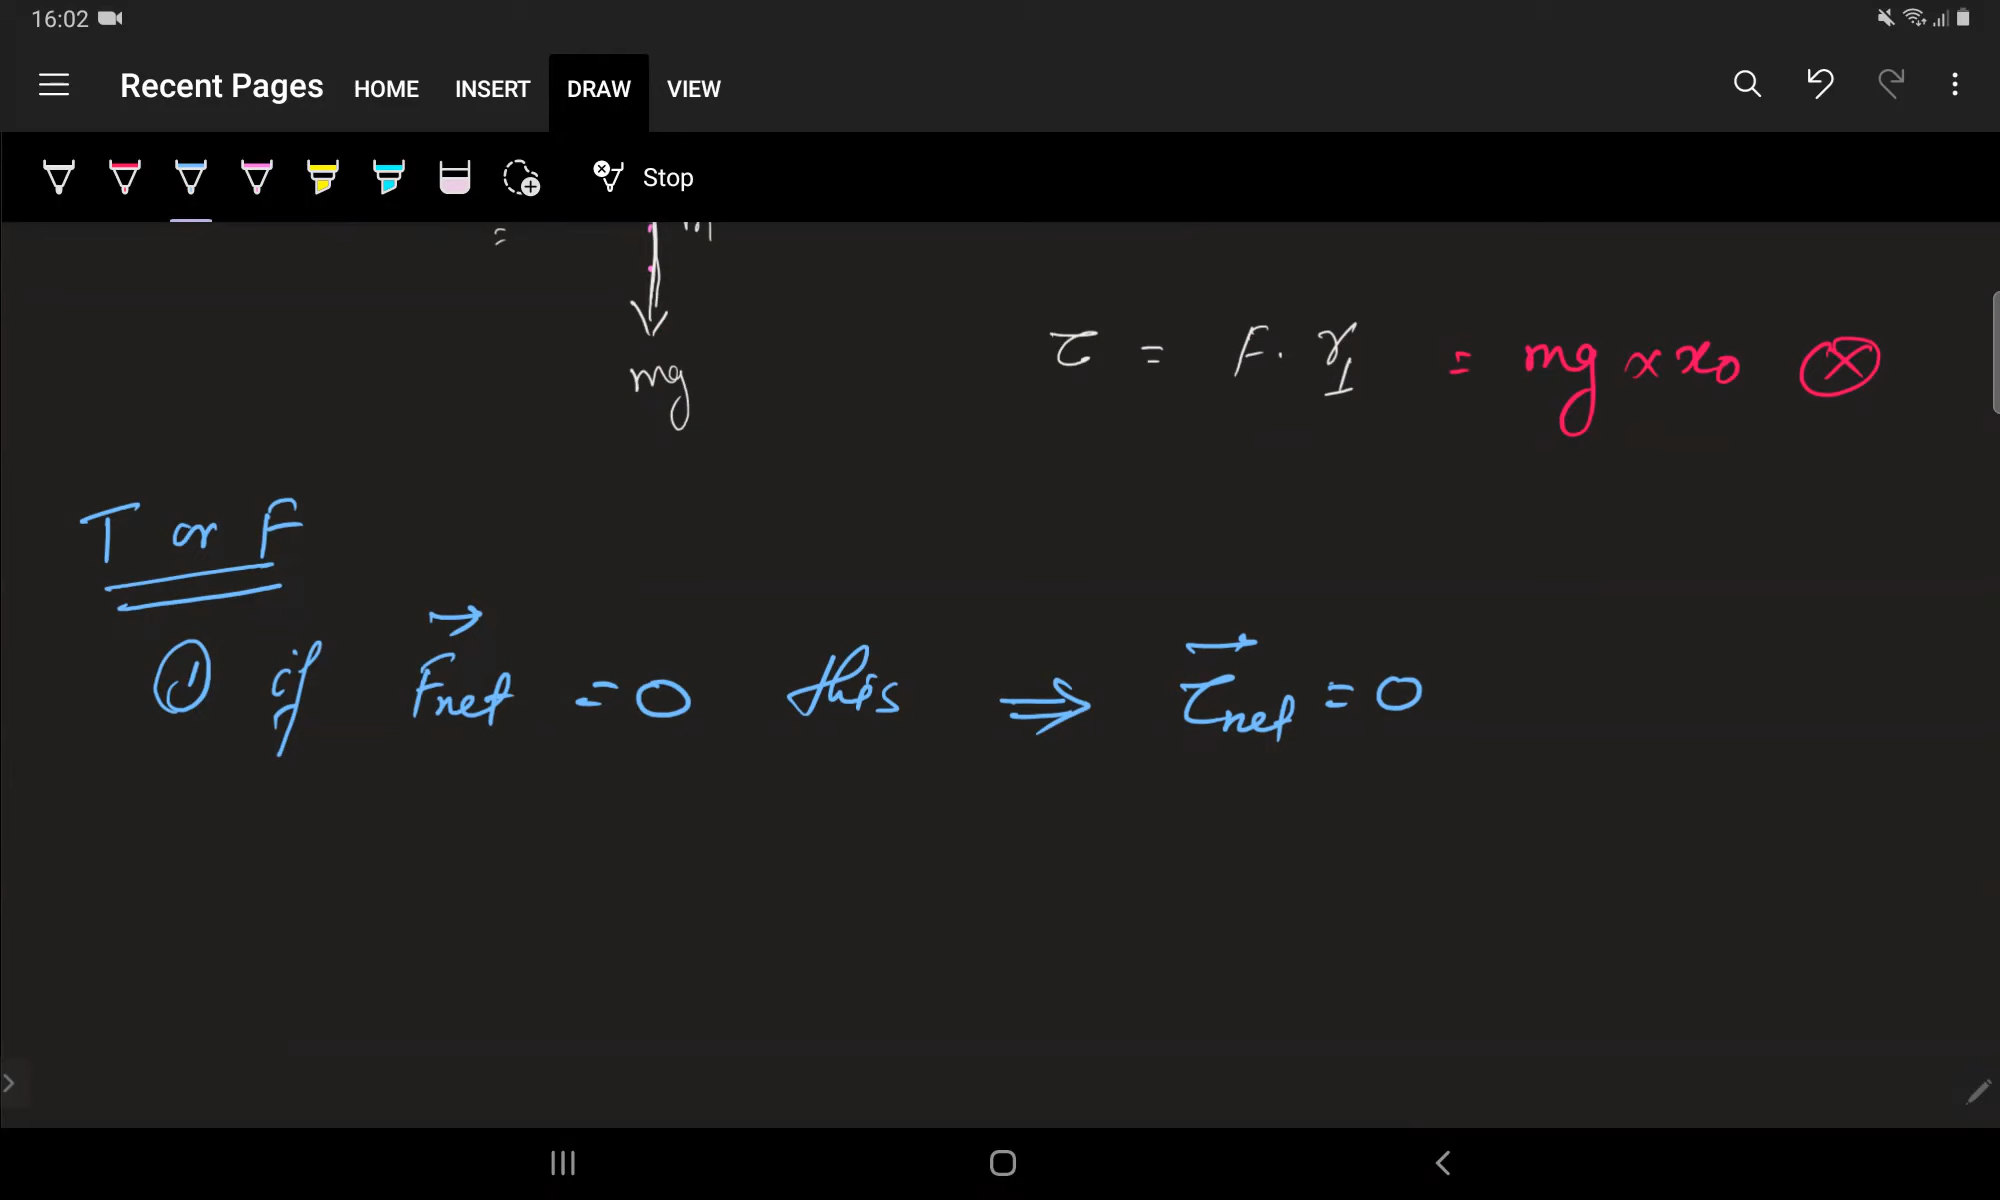 16:02
Recent Pages HOME INSERT DRAW VIEW
Stop
=
mg
τ = F. r⊥ = mg × x₀ ⊗
T or F
① if F⃗net = 0 this ⇒ τ⃗net = 0